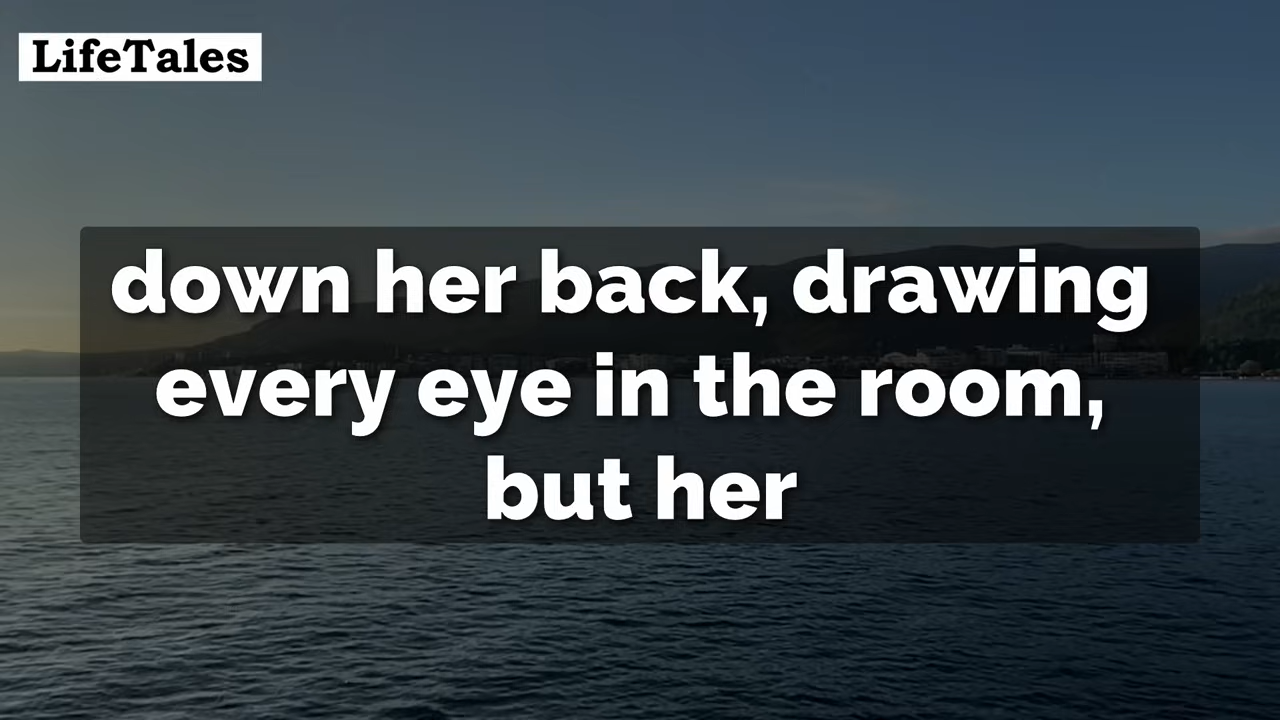 LifeTales
down her back, drawing
every eye in the room,
but her